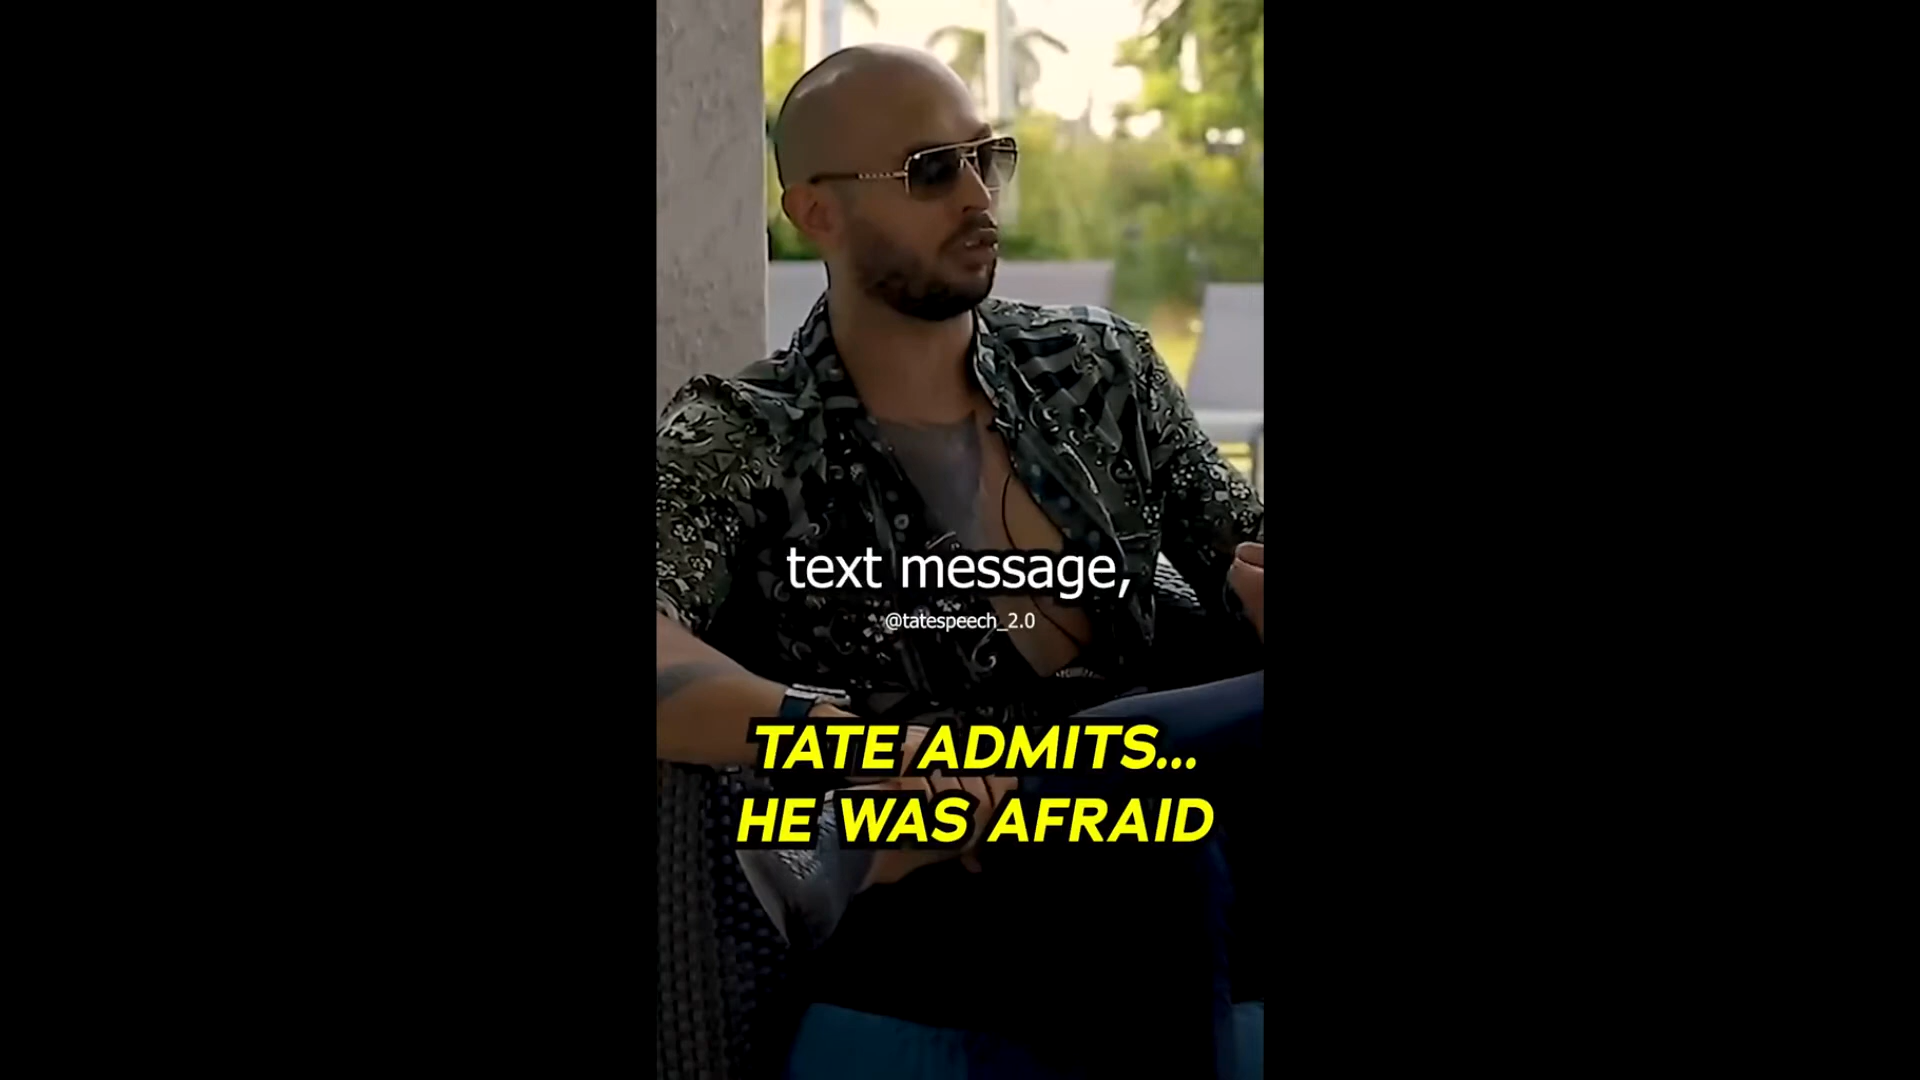 text message,
@tatespeech_2.0
TATE ADMITS...
HE WAS AFRAID